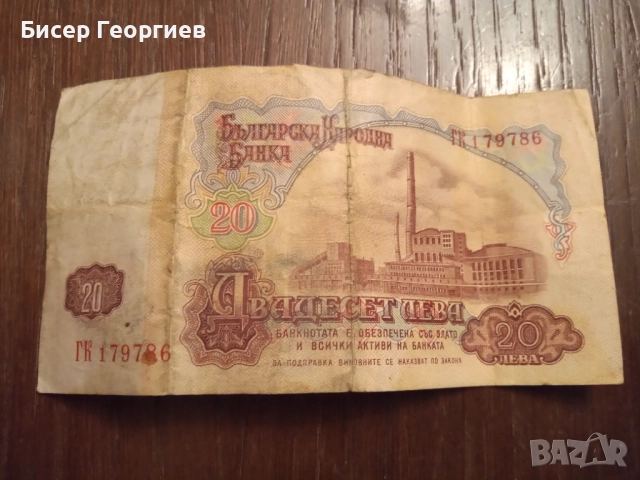 Бисер Георгиев
БЪЛГАРСКА НАРОДНА
БАНКА
ГК 179786
20
20
ДВАДЕСЕТ ЛЕВА
БАНКНОТАТА Е ОБЕЗПЕЧЕНА СЪС ЗЛАТО
И ВСИЧКИ АКТИВИ НА БАНКАТА
20
ЛЕВА
ГК 179786
ЗА ПОДПРАВКА ВИНОВНИТЕ СЕ НАКАЗВАТ ПО ЗАКОНА
BAZAR